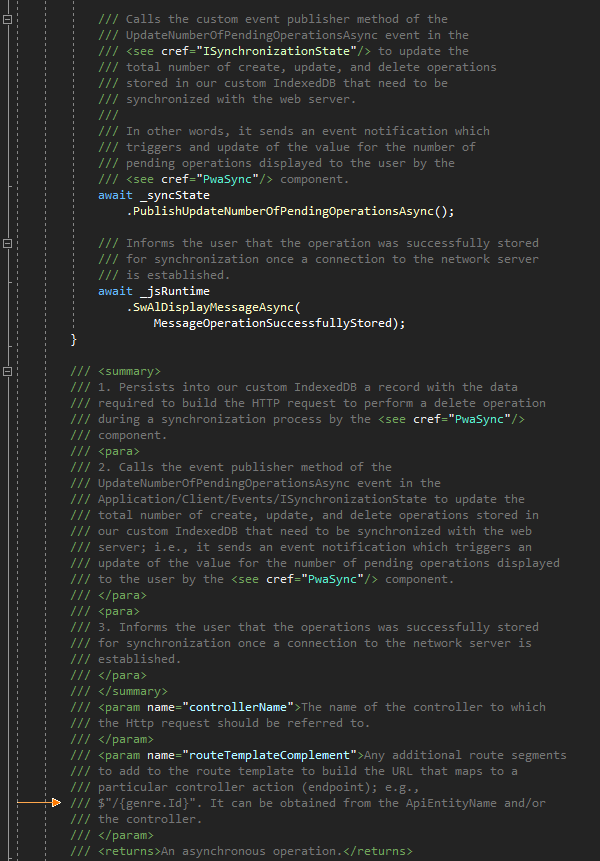 /// Calls the custom event publisher method of the
/// UpdateNumberOfPendingOperationsAsync event in the
/// <see cref="ISynchronizationState"/> to update the
/// total number of create, update, and delete operations
/// stored in our custom IndexedDB that need to be
/// synchronized with the web server.
///
/// In other words, it sends an event notification which
/// triggers and update of the value for the number of
/// pending operations displayed to the user by the
/// <see cref="PwaSync"/> component.
await _syncState
.PublishUpdateNumberOfPendingOperationsAsync();
/// Informs the user that the operation was successfully stored
/// for synchronization once a connection to the network server
/// is established.
await _jsRuntime
.SwAlDisplayMessageAsync(
MessageOperationSuccessfullyStored);
}
/// <summary>
/// 1. Persists into our custom IndexedDB a record with the data
/// required to build the HTTP request to perform a delete operation
/// during a synchronization process by the <see cref="PwaSync"/>
/// component.
/// <para>
/// 2. Calls the event publisher method of the
/// UpdateNumberOfPendingOperationsAsync event in the
/// Application/Client/Events/ISynchronizationState to update the
/// total number of create, update, and delete operations stored in
/// our custom IndexedDB that need to be synchronized with the web
/// server; i.e., it sends an event notification which triggers an
/// update of the value for the number of pending operations displayed
/// to the user by the <see cref="PwaSync"/> component.
/// </para>
/// <para>
/// 3. Informs the user that the operations was successfully stored
/// for synchronization once a connection to the network server is
/// established.
/// </para>
/// </summary>
/// <param name="controllerName">The name of the controller to which
/// the Http request should be referred to.
/// </param>
/// <param name="routeTemplateComplement">Any additional route segments
/// to add to the route template to build the URL that maps to a
/// particular controller action (endpoint); e.g.,
/// $"/{genre.Id}". It can be obtained from the ApiEntityName and/or
/// the controller.
/// </param>
/// <returns>An asynchronous operation.</returns>